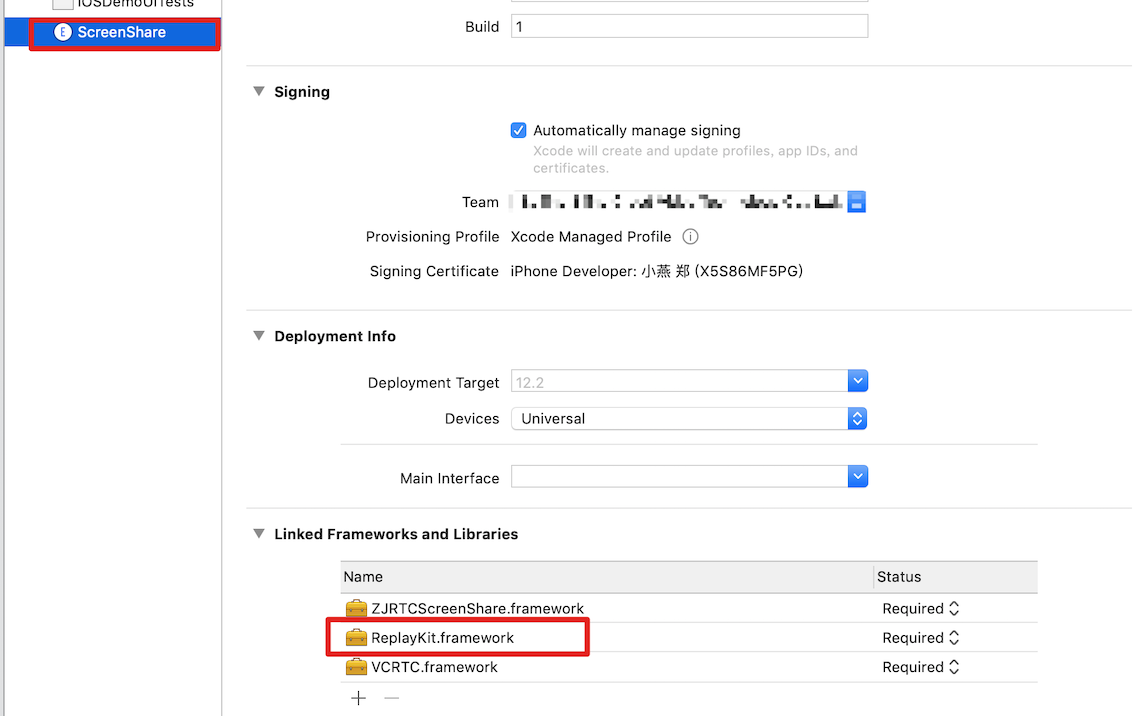 iOSDemoUITests
E ScreenShare
Build 1
Signing
Automatically manage signing
Xcode will create and update profiles, app IDs, and
certificates.
Team
Provisioning Profile Xcode Managed Profile
Signing Certificate iPhone Developer: 小燕 郑 (X5S86MF5PG)
Deployment Info
Deployment Target 12.2
Devices Universal
Main Interface
Linked Frameworks and Libraries
Name Status
ZJRTCScreenShare.framework Required
ReplayKit.framework Required
VCRTC.framework Required